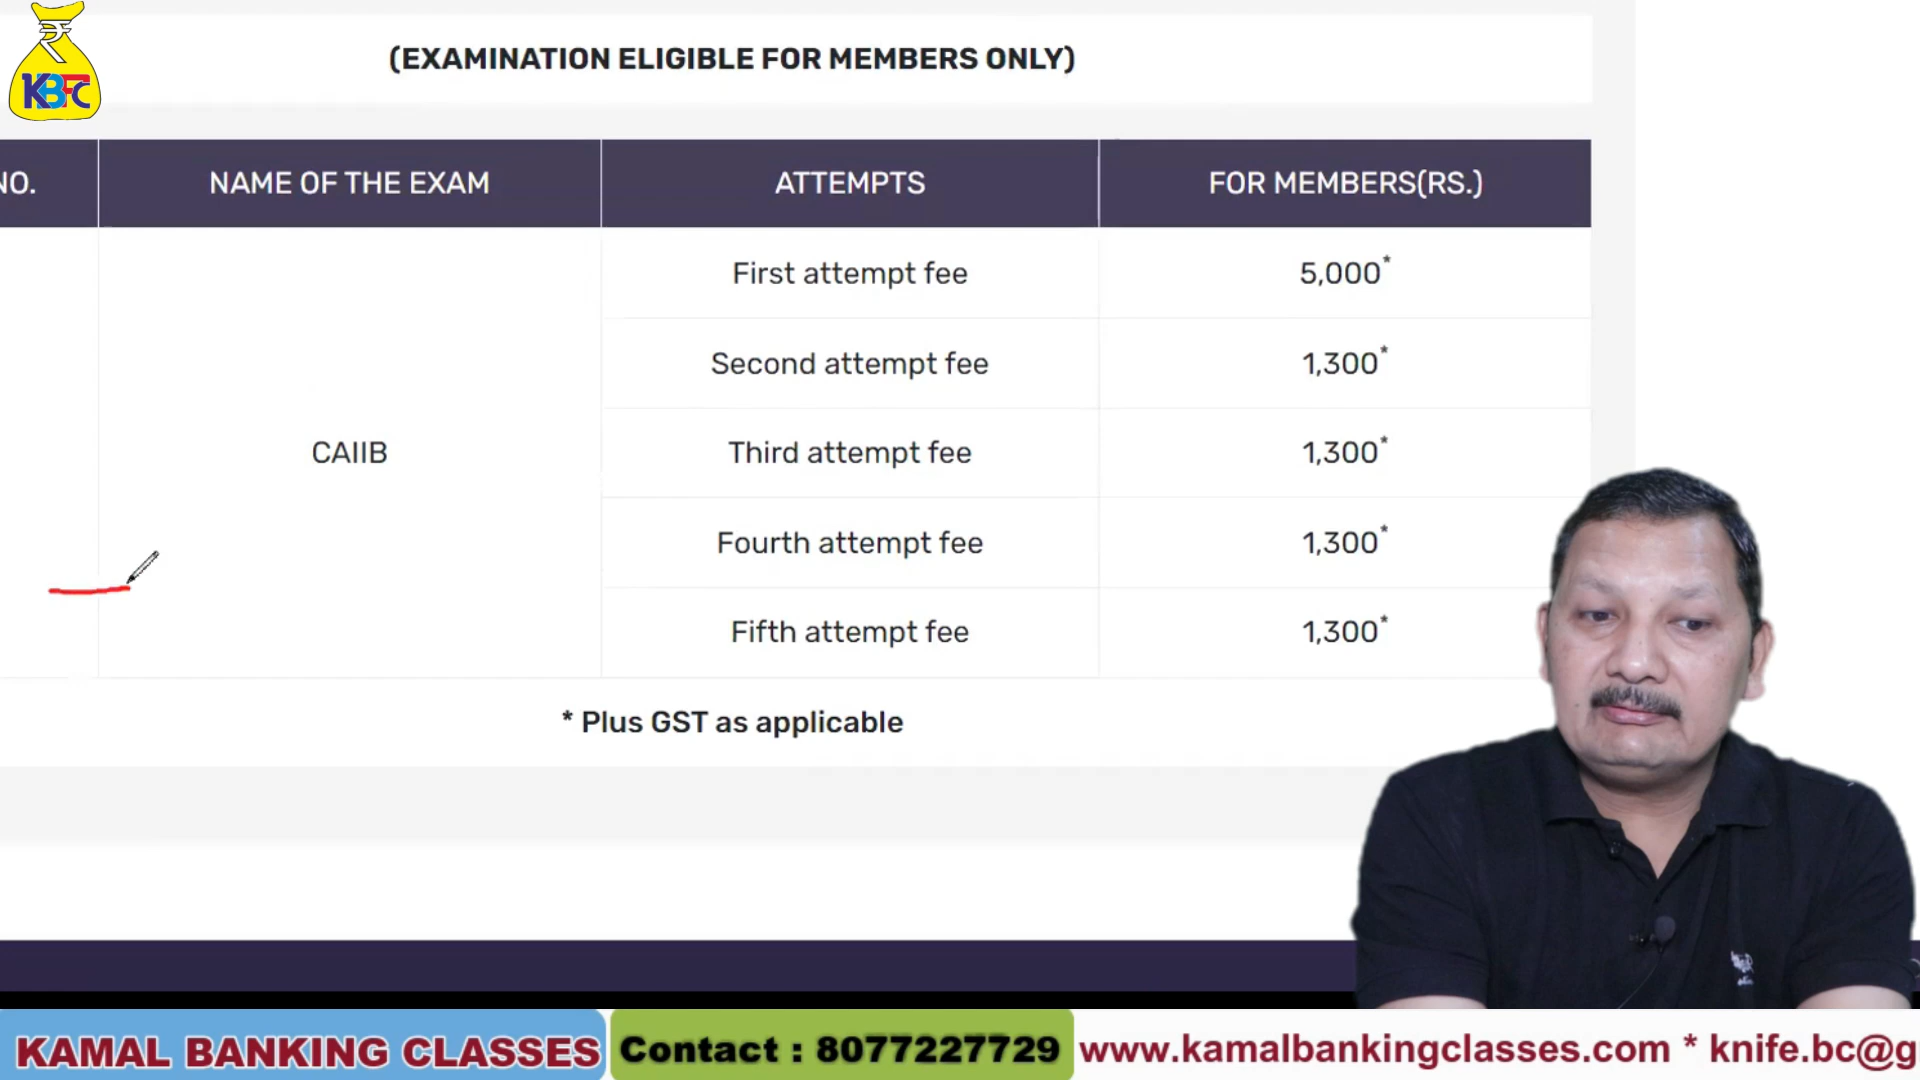 ₹
KBFC
(EXAMINATION ELIGIBLE FOR MEMBERS ONLY)
NO. NAME OF THE EXAM ATTEMPTS FOR MEMBERS(RS.)
First attempt fee 5,000*
Second attempt fee 1,300*
CAIIB Third attempt fee 1,300*
Fourth attempt fee 1,300*
Fifth attempt fee 1,300*
* Plus GST as applicable
KAMAL BANKING CLASSES Contact : 8077227729 www.kamalbankingclasses.com * knife.bc@g